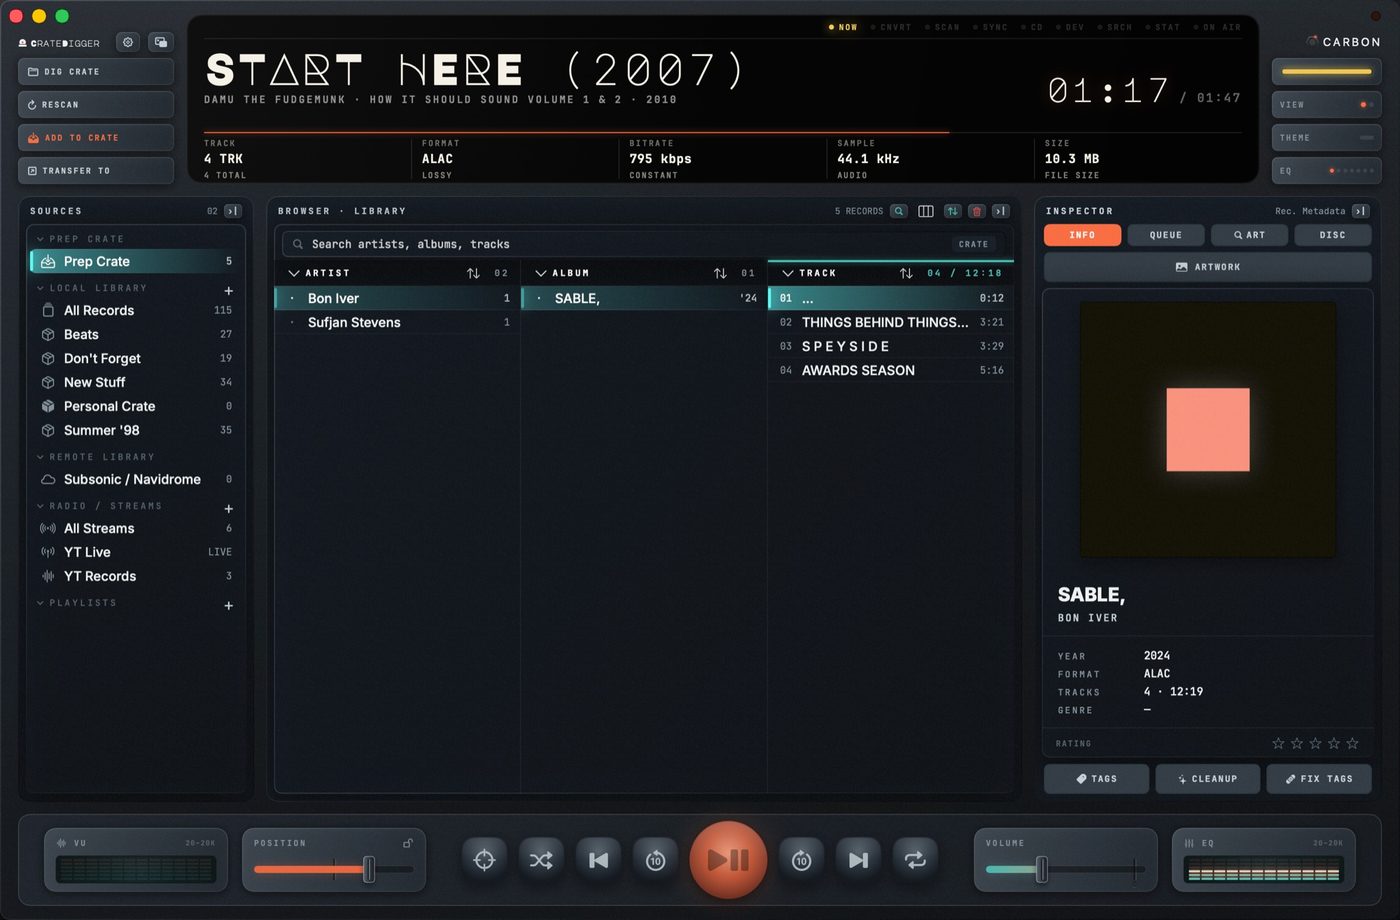 CRATEDIGGER
DIG CRATE
RESCAN
ADD TO CRATE
TRANSFER TO
NOW CNVRT SCAN SYNC CD DEV SRCH STAT ON AIR
START HERE (2007)
DAMU THE FUDGEMUNK · HOW IT SHOULD SOUND VOLUME 1 & 2 · 2010
01:17 / 01:47
TRACK FORMAT BITRATE SAMPLE SIZE
4 TRK ALAC 795 kbps 44.1 kHz 10.3 MB
4 TOTAL LOSSY CONSTANT AUDIO FILE SIZE
CARBON
VIEW
THEME
EQ
SOURCES 02
PREP CRATE
Prep Crate 5
LOCAL LIBRARY +
All Records 115
Beats 27
Don't Forget 19
New Stuff 34
Personal Crate 0
Summer '98 35
REMOTE LIBRARY
Subsonic / Navidrome 0
RADIO / STREAMS +
All Streams 6
YT Live LIVE
YT Records 3
PLAYLISTS +
BROWSER · LIBRARY 5 RECORDS
Search artists, albums, tracks CRATE
ARTIST 02 ALBUM 01 TRACK 04 / 12:18
· Bon Iver 1 · SABLE, '24 01 ... 0:12
· Sufjan Stevens 1 02 THINGS BEHIND THINGS... 3:21
03 S P E Y S I D E 3:29
04 AWARDS SEASON 5:16
INSPECTOR Rec. Metadata
INFO QUEUE ART DISC
ARTWORK
SABLE,
BON IVER
YEAR 2024
FORMAT ALAC
TRACKS 4 · 12:19
GENRE —
RATING
TAGS CLEANUP FIX TAGS
VU 20-20K
POSITION
10
10
VOLUME
EQ 20-20K